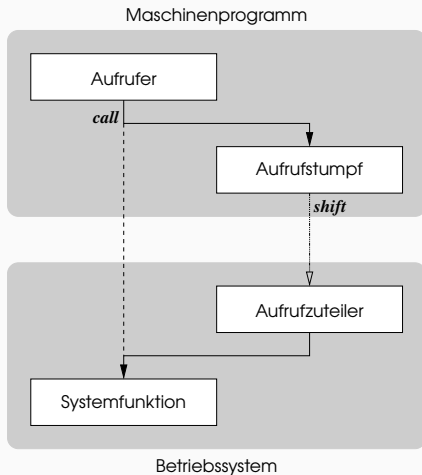 Maschinenprogramm
Aufrufer
call
Aufrufstumpf
shift
Aufrufzuteiler
Systemfunktion
Betriebssystem